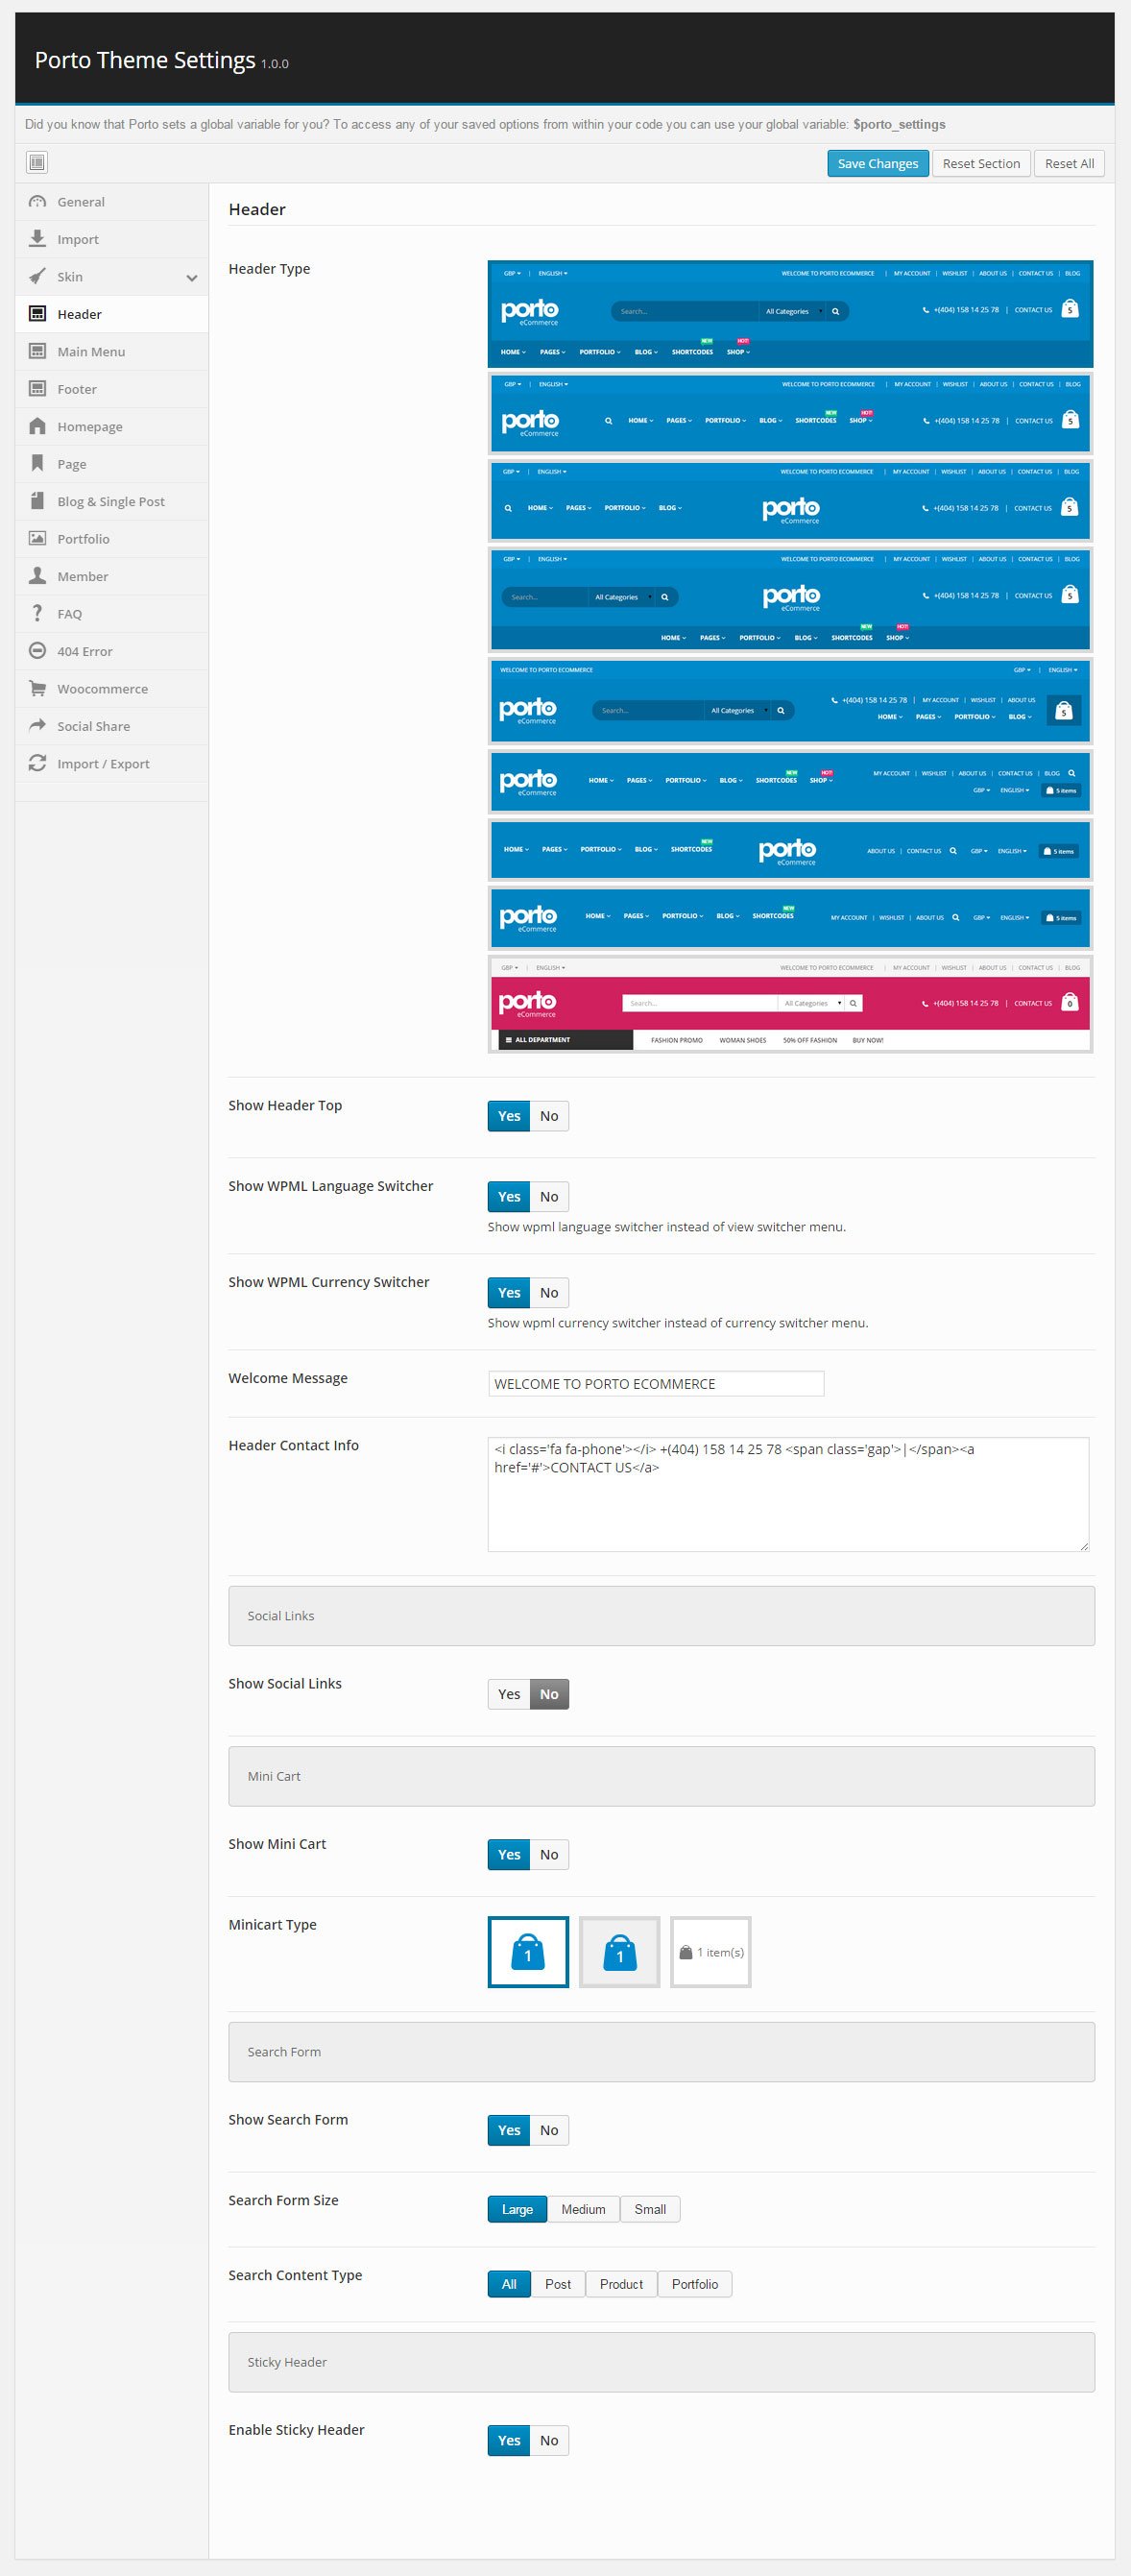 Porto Theme Settings 1.0.0
Did you know that Porto sets a global variable for you? To access any of your saved options from within your code you can use your global variable: $porto_settings
Save Changes Reset Section Reset All
General
Import
Skin
Header
Main Menu
Footer
Homepage
Page
Blog & Single Post
Portfolio
Member
FAQ
404 Error
Woocommerce
Social Share
Import / Export
Header
Header Type
GBP | ENGLISH WELCOME TO PORTO ECOMMERCE | MY ACCOUNT | WISHLIST | ABOUT US | CONTACT US | BLOG
porto eCommerce Search... All Categories +(404) 158 14 25 78 | CONTACT US 5
NEW HOT!
HOME PAGES PORTFOLIO BLOG SHORTCODES SHOP
GBP | ENGLISH WELCOME TO PORTO ECOMMERCE | MY ACCOUNT | WISHLIST | ABOUT US | CONTACT US | BLOG
NEW HOT!
porto eCommerce HOME PAGES PORTFOLIO BLOG SHORTCODES SHOP +(404) 158 14 25 78 | CONTACT US 5
GBP | ENGLISH WELCOME TO PORTO ECOMMERCE | MY ACCOUNT | WISHLIST | ABOUT US | CONTACT US | BLOG
HOME PAGES PORTFOLIO BLOG porto eCommerce +(404) 158 14 25 78 | CONTACT US 5
GBP | ENGLISH WELCOME TO PORTO ECOMMERCE | MY ACCOUNT | WISHLIST | ABOUT US | CONTACT US | BLOG
Search... All Categories porto eCommerce +(404) 158 14 25 78 | CONTACT US 5
NEW HOT!
HOME PAGES PORTFOLIO BLOG SHORTCODES SHOP
WELCOME TO PORTO ECOMMERCE GBP | ENGLISH
+(404) 158 14 25 78 | MY ACCOUNT | WISHLIST | ABOUT US
porto eCommerce Search... All Categories HOME PAGES PORTFOLIO BLOG 5
NEW HOT!
porto eCommerce HOME PAGES PORTFOLIO BLOG SHORTCODES SHOP MY ACCOUNT | WISHLIST | ABOUT US | CONTACT US | BLOG
GBP ENGLISH 5 items
NEW
HOME PAGES PORTFOLIO BLOG SHORTCODES porto eCommerce ABOUT US | CONTACT US GBP ENGLISH 5 items
NEW
porto eCommerce HOME PAGES PORTFOLIO BLOG SHORTCODES MY ACCOUNT | WISHLIST | ABOUT US GBP ENGLISH 5 items
GBP | ENGLISH WELCOME TO PORTO ECOMMERCE | MY ACCOUNT | WISHLIST | ABOUT US | CONTACT US | BLOG
porto eCommerce Search... All Categories +(404) 158 14 25 78 | CONTACT US 0
ALL DEPARTMENT FASHION PROMO WOMAN SHOES 50% OFF FASHION BUY NOW!
Show Header Top Yes No
Show WPML Language Switcher Yes No
Show wpml language switcher instead of view switcher menu.
Show WPML Currency Switcher Yes No
Show wpml currency switcher instead of currency switcher menu.
Welcome Message WELCOME TO PORTO ECOMMERCE
Header Contact Info <i class='fa fa-phone'></i> +(404) 158 14 25 78 <span class='gap'>|</span><a
href='#'>CONTACT US</a>
Social Links
Show Social Links Yes No
Mini Cart
Show Mini Cart Yes No
Minicart Type 1 1 1 item(s)
Search Form
Show Search Form Yes No
Search Form Size Large Medium Small
Search Content Type All Post Product Portfolio
Sticky Header
Enable Sticky Header Yes No